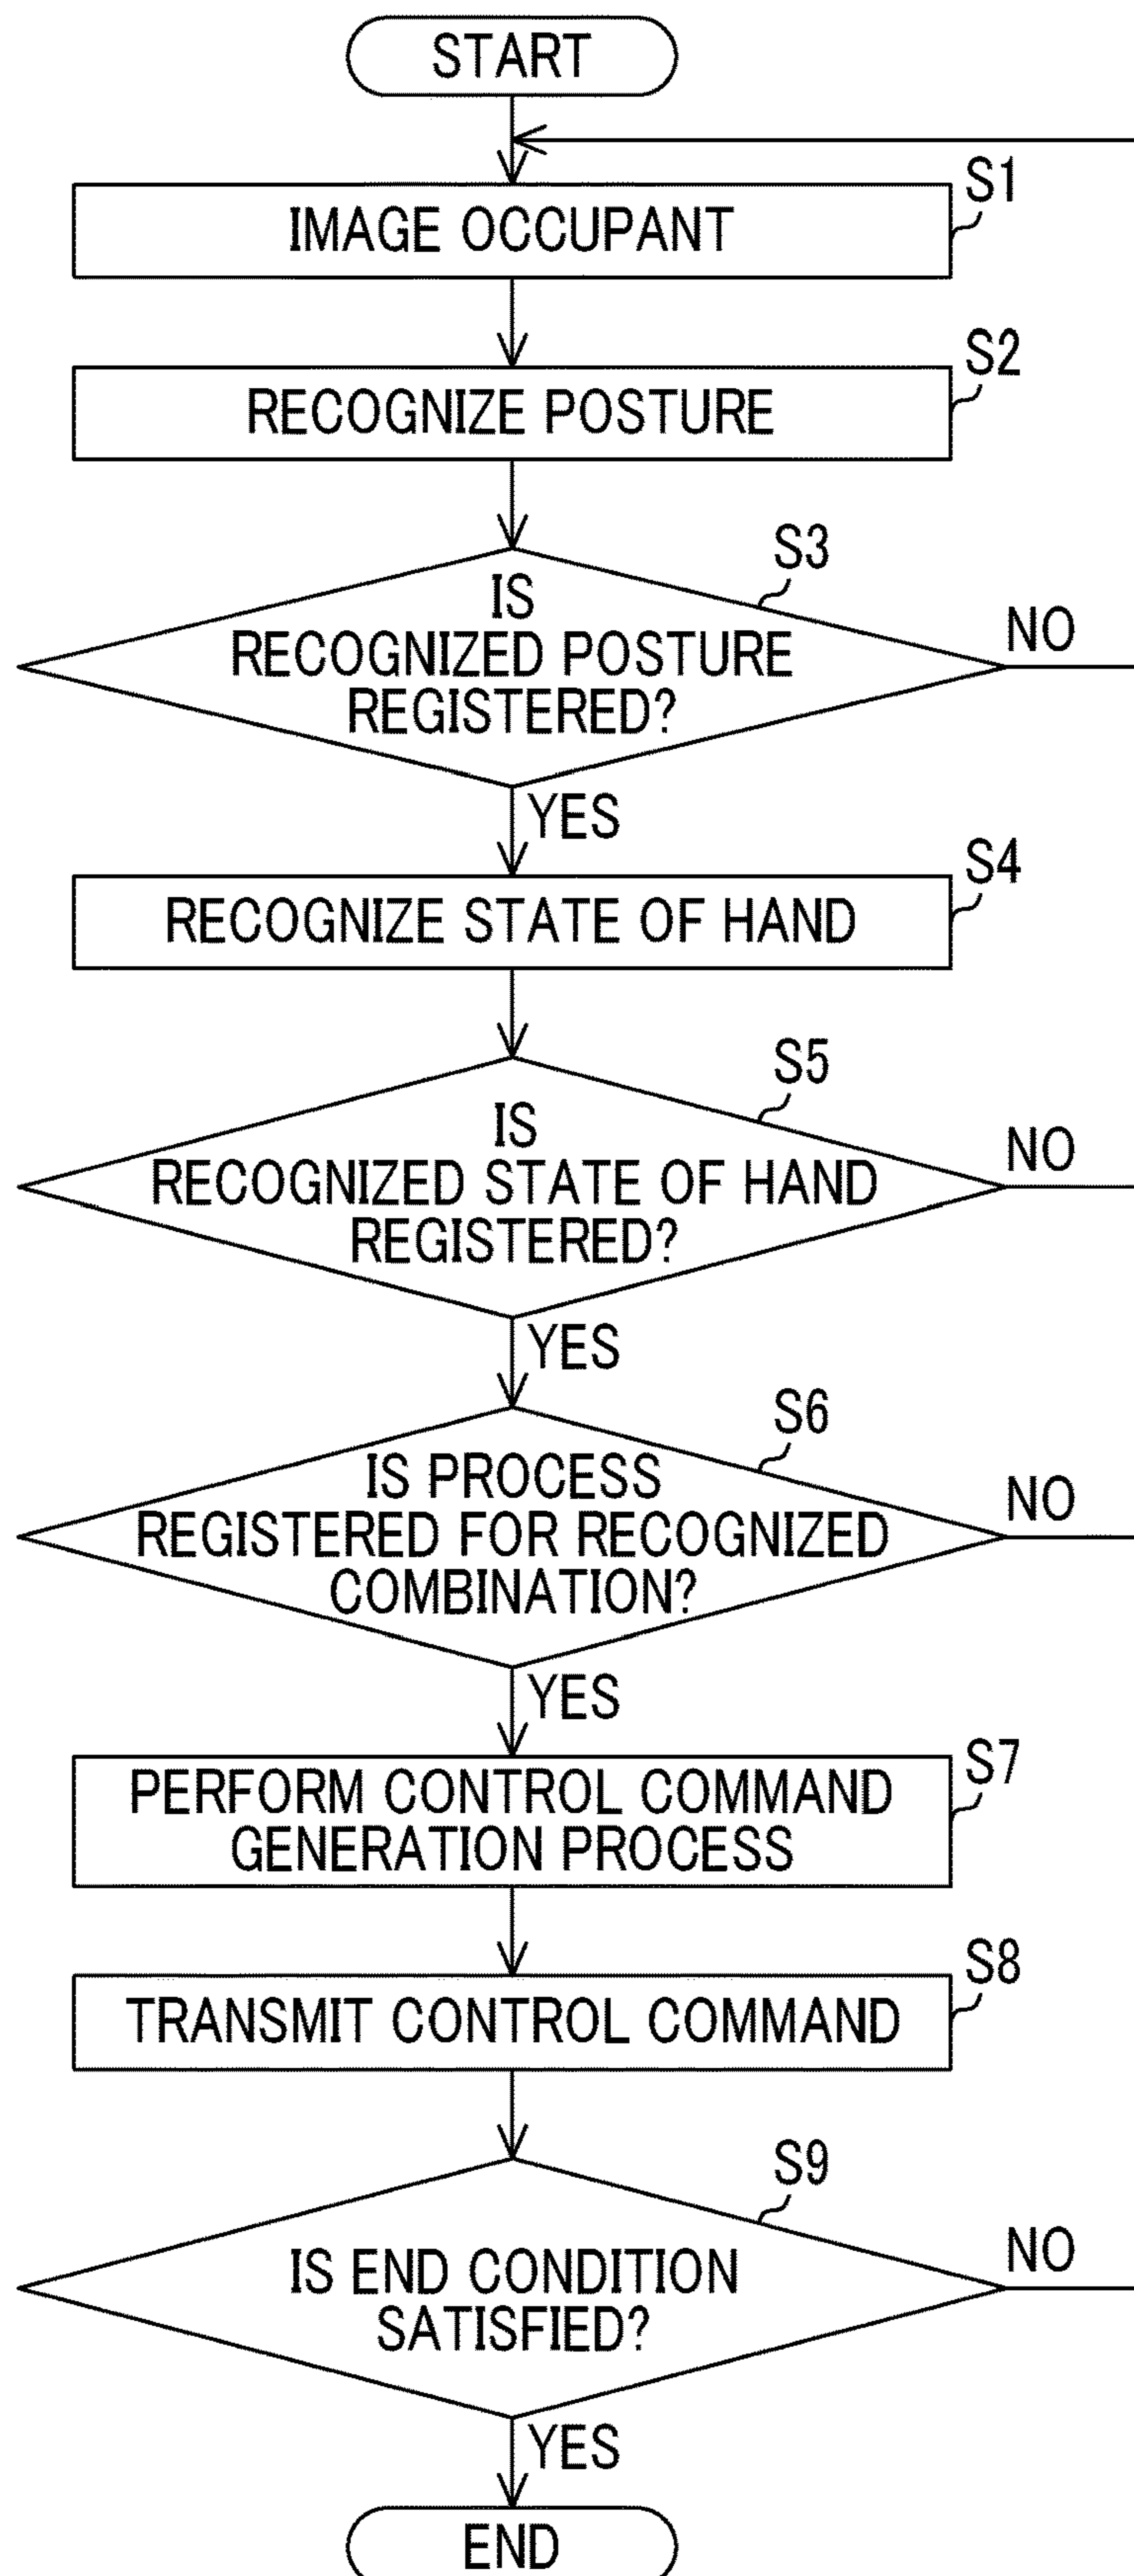 START
S1
IMAGE OCCUPANT
S2
RECOGNIZE POSTURE
S3
IS
RECOGNIZED POSTURE
REGISTERED?
NO
YES
S4
RECOGNIZE STATE OF HAND
S5
IS
RECOGNIZED STATE OF HAND
REGISTERED?
NO
YES
S6
IS PROCESS
REGISTERED FOR RECOGNIZED
COMBINATION?
NO
YES
S7
PERFORM CONTROL COMMAND
GENERATION PROCESS
S8
TRANSMIT CONTROL COMMAND
S9
IS END CONDITION
SATISFIED?
NO
YES
END